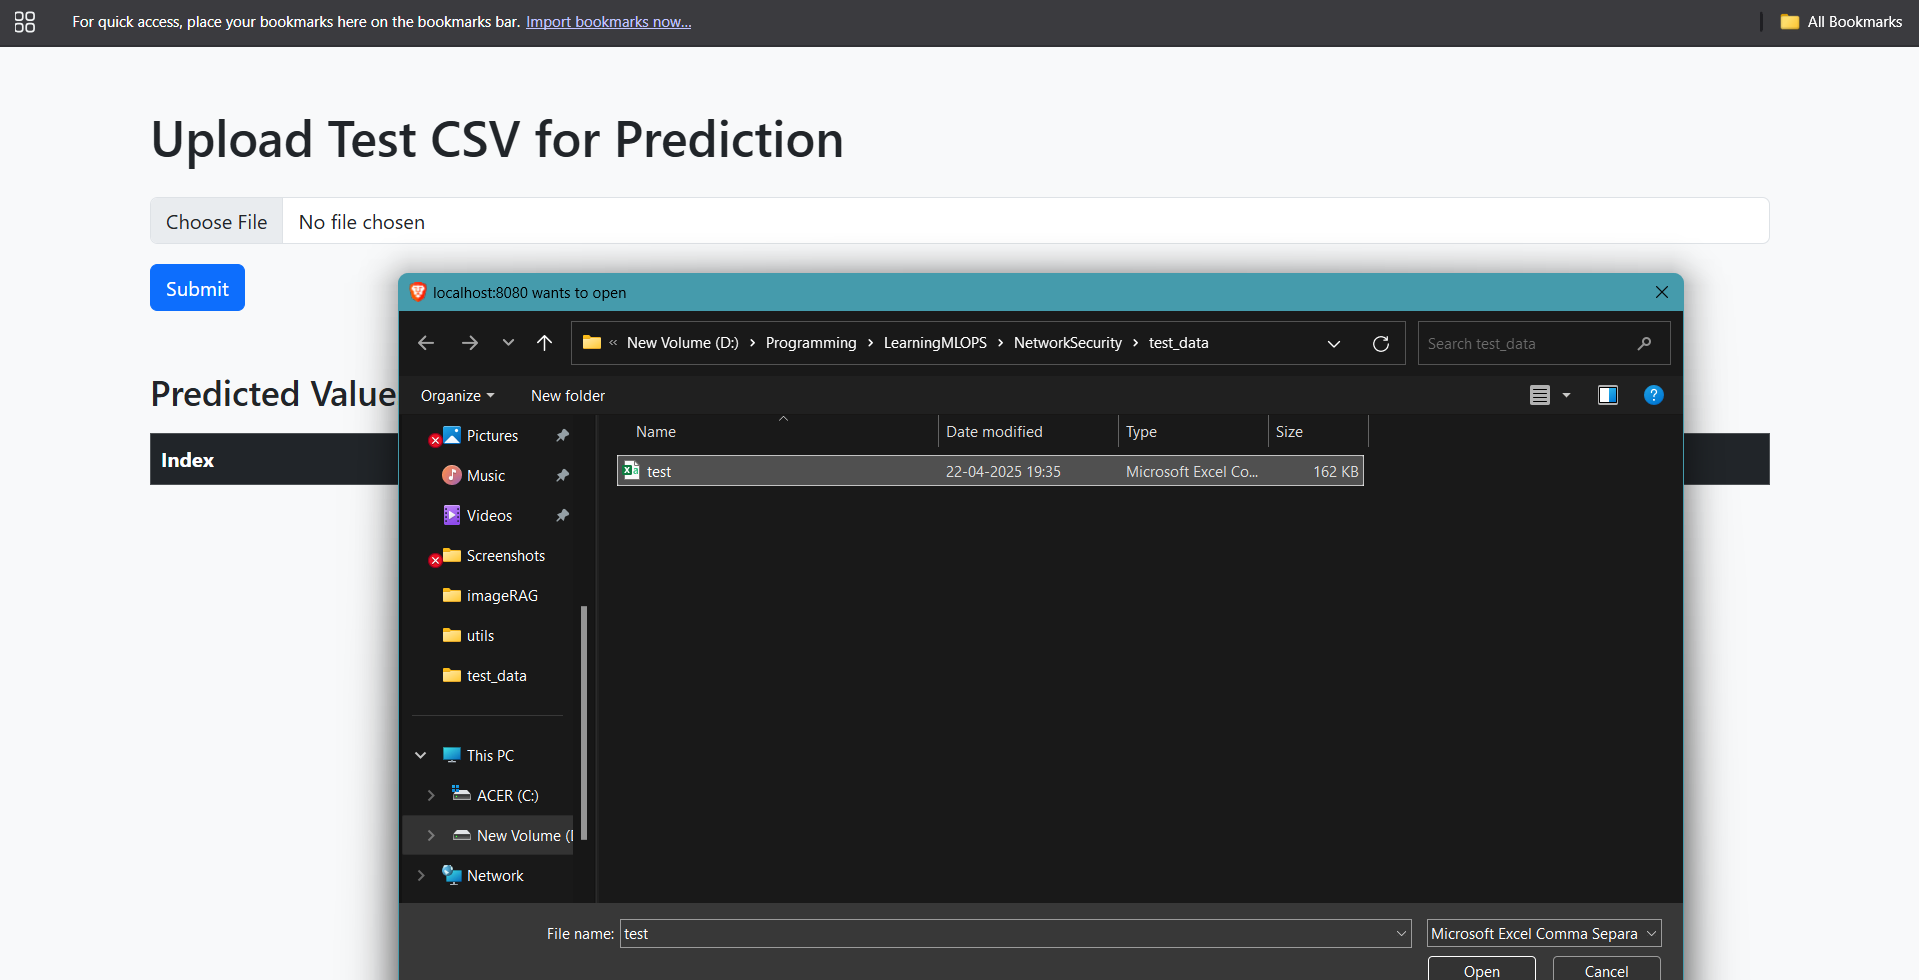 For quick access, place your bookmarks here on the bookmarks bar. Import bookmarks now...
All Bookmarks
Upload Test CSV for Prediction
Choose File No file chosen
Submit
Predicted Value
Index
localhost:8080 wants to open
« New Volume (D:) > Programming > LearningMLOPS > NetworkSecurity > test_data
Search test_data
Organize New folder
Name Date modified Type Size
test 22-04-2025 19:35 Microsoft Excel Co... 162 KB
Pictures
Music
Videos
Screenshots
imageRAG
utils
test_data
This PC
ACER (C:)
New Volume (
Network
File name: test
Microsoft Excel Comma Separa
Open Cancel